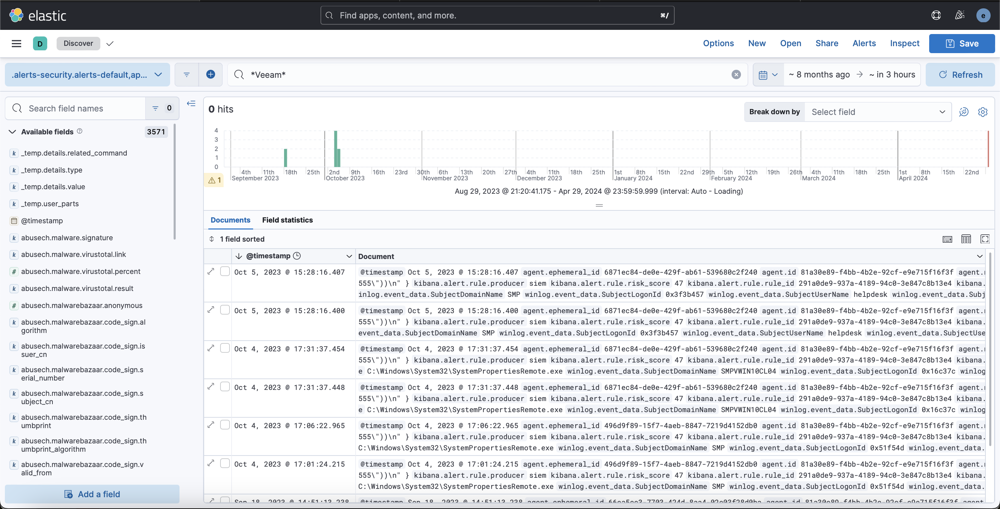 elastic
Find apps, content, and more.
⌘/
e
D
Discover
Options
New
Open
Share
Alerts
Inspect
Save
.alerts-security.alerts-default,ap...
*Veeam*
~ 8 months ago → ~ in 3 hours
Refresh
Search field names
0
Available fields
3571
_temp.details.related_command
_temp.details.type
_temp.details.value
_temp.user_parts
@timestamp
abusech.malware.signature
abusech.malware.virustotal.link
abusech.malware.virustotal.percent
abusech.malware.virustotal.result
abusech.malwarebazaar.anonymous
abusech.malwarebazaar.code_sign.al
gorithm
abusech.malwarebazaar.code_sign.is
suer_cn
abusech.malwarebazaar.code_sign.s
erial_number
abusech.malwarebazaar.code_sign.s
ubject_cn
abusech.malwarebazaar.code_sign.th
umbprint
abusech.malwarebazaar.code_sign.th
umbprint_algorithm
abusech.malwarebazaar.code_sign.v
alid_from
Add a field
0 hits
Break down by
Select field
4
3
2
1
0
1
4th 11th 18th 25th 2nd 9th 16th 23rd 30th 6th 13th 20th 27th 4th 11th 18th 25th 1st 8th 15th 22nd 29th 5th 12th 19th 26th 4th 11th 18th 25th 1st 8th 15th 22nd
September 2023 October 2023 November 2023 December 2023 January 2024 February 2024 March 2024 April 2024
Aug 29, 2023 @ 21:20:41.175 - Apr 29, 2024 @ 23:59:59.999 (interval: Auto - Loading)
Documents
Field statistics
1 field sorted
@timestamp
Document
Oct 5, 2023 @ 15:28:16.407
@timestamp Oct 5, 2023 @ 15:28:16.407 agent.ephemeral_id 6871ec84-de0e-429f-ab61-539680c2f240 agent.id 81a30e89-f4bb-4b2e-92cf-e9e715f16f3f agent.
555\"))\n" } kibana.alert.rule.producer siem kibana.alert.rule.risk_score 47 kibana.alert.rule.rule_id 291a0de9-937a-4189-94c0-3e847c8b13e4 kibana.
inlog.event_data.SubjectDomainName SMP winlog.event_data.SubjectLogonId 0x3f3b457 winlog.event_data.SubjectUserName helpdesk winlog.event_data.Subj
Oct 5, 2023 @ 15:28:16.400
@timestamp Oct 5, 2023 @ 15:28:16.400 agent.ephemeral_id 6871ec84-de0e-429f-ab61-539680c2f240 agent.id 81a30e89-f4bb-4b2e-92cf-e9e715f16f3f agent.
555\"))\n" } kibana.alert.rule.producer siem kibana.alert.rule.risk_score 47 kibana.alert.rule.rule_id 291a0de9-937a-4189-94c0-3e847c8b13e4 kibana.
event_data.SubjectDomainName SMP winlog.event_data.SubjectLogonId 0x3f3b457 winlog.event_data.SubjectUserName helpdesk winlog.event_data.SubjectUse
Oct 4, 2023 @ 17:31:37.454
@timestamp Oct 4, 2023 @ 17:31:37.454 agent.ephemeral_id 6871ec84-de0e-429f-ab61-539680c2f240 agent.id 81a30e89-f4bb-4b2e-92cf-e9e715f16f3f agent.
555\"))\n" } kibana.alert.rule.producer siem kibana.alert.rule.risk_score 47 kibana.alert.rule.rule_id 291a0de9-937a-4189-94c0-3e847c8b13e4 kibana.
e C:\Windows\System32\SystemPropertiesRemote.exe winlog.event_data.SubjectDomainName SMPVWIN10CL04 winlog.event_data.SubjectLogonId 0x16c37c winlog
Oct 4, 2023 @ 17:31:37.448
@timestamp Oct 4, 2023 @ 17:31:37.448 agent.ephemeral_id 6871ec84-de0e-429f-ab61-539680c2f240 agent.id 81a30e89-f4bb-4b2e-92cf-e9e715f16f3f agent.
555\"))\n" } kibana.alert.rule.producer siem kibana.alert.rule.risk_score 47 kibana.alert.rule.rule_id 291a0de9-937a-4189-94c0-3e847c8b13e4 kibana.
e C:\Windows\System32\SystemPropertiesRemote.exe winlog.event_data.SubjectDomainName SMPVWIN10CL04 winlog.event_data.SubjectLogonId 0x16c37c winlog
Oct 4, 2023 @ 17:06:22.965
@timestamp Oct 4, 2023 @ 17:06:22.965 agent.ephemeral_id 496d9f89-15f7-4aeb-8847-7219d4152db0 agent.id 81a30e89-f4bb-4b2e-92cf-e9e715f16f3f agent.
555\"))\n" } kibana.alert.rule.producer siem kibana.alert.rule.risk_score 47 kibana.alert.rule.rule_id 291a0de9-937a-4189-94c0-3e847c8b13e4 kibana.
C:\Windows\System32\SystemPropertiesRemote.exe winlog.event_data.SubjectDomainName SMP winlog.event_data.SubjectLogonId 0x51f54d winlog.event_data.
Oct 4, 2023 @ 17:01:24.215
@timestamp Oct 4, 2023 @ 17:01:24.215 agent.ephemeral_id 496d9f89-15f7-4aeb-8847-7219d4152db0 agent.id 81a30e89-f4bb-4b2e-92cf-e9e715f16f3f agent.
555\"))\n" } kibana.alert.rule.producer siem kibana.alert.rule.risk_score 47 kibana.alert.rule.rule_id 291a0de9-937a-4189-94c0-3e847c8b13e4 kibana.
C:\Windows\System32\SystemPropertiesRemote.exe winlog.event_data.SubjectDomainName SMP winlog.event_data.SubjectLogonId 0x51f54d winlog.event_data.
Sep 18, 2023 @ 14:51:13.238
@timestamp Sep 18, 2023 @ 14:51:13.238 agent.ephemeral_id agent.id 81a30e89-f4bb-4b2e-92cf-e9e715f16f3f agent